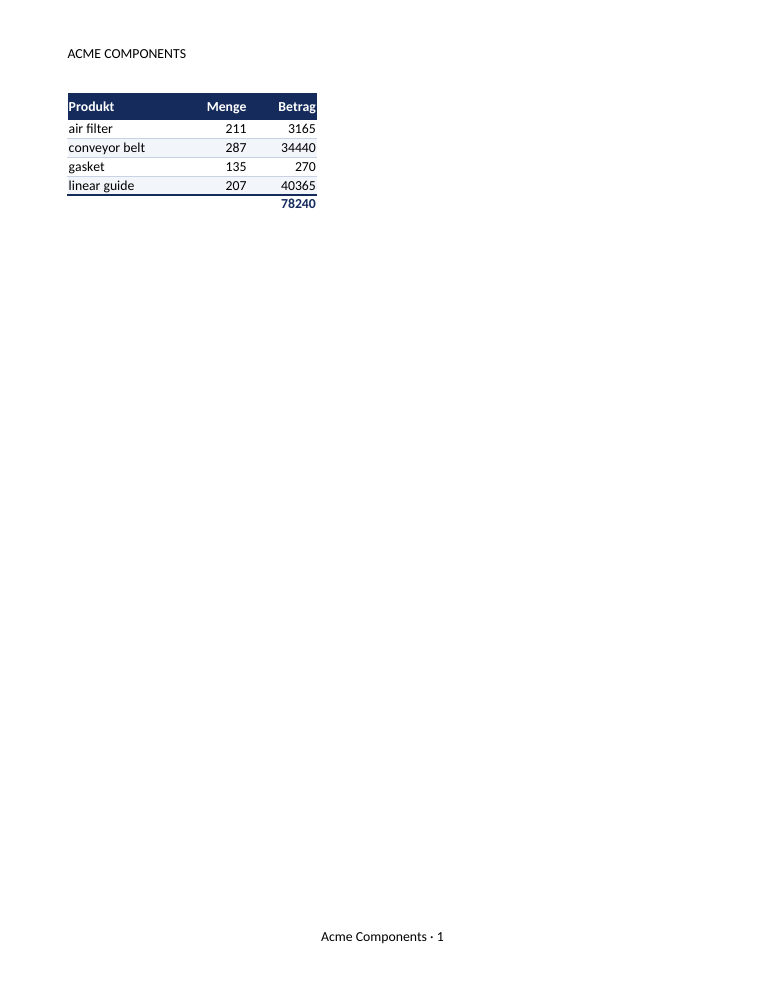 ACME COMPONENTS
Produkt Menge Betrag
air filter 211 3165
conveyor belt 287 34440
gasket 135 270
linear guide 207 40365
78240
Acme Components · 1